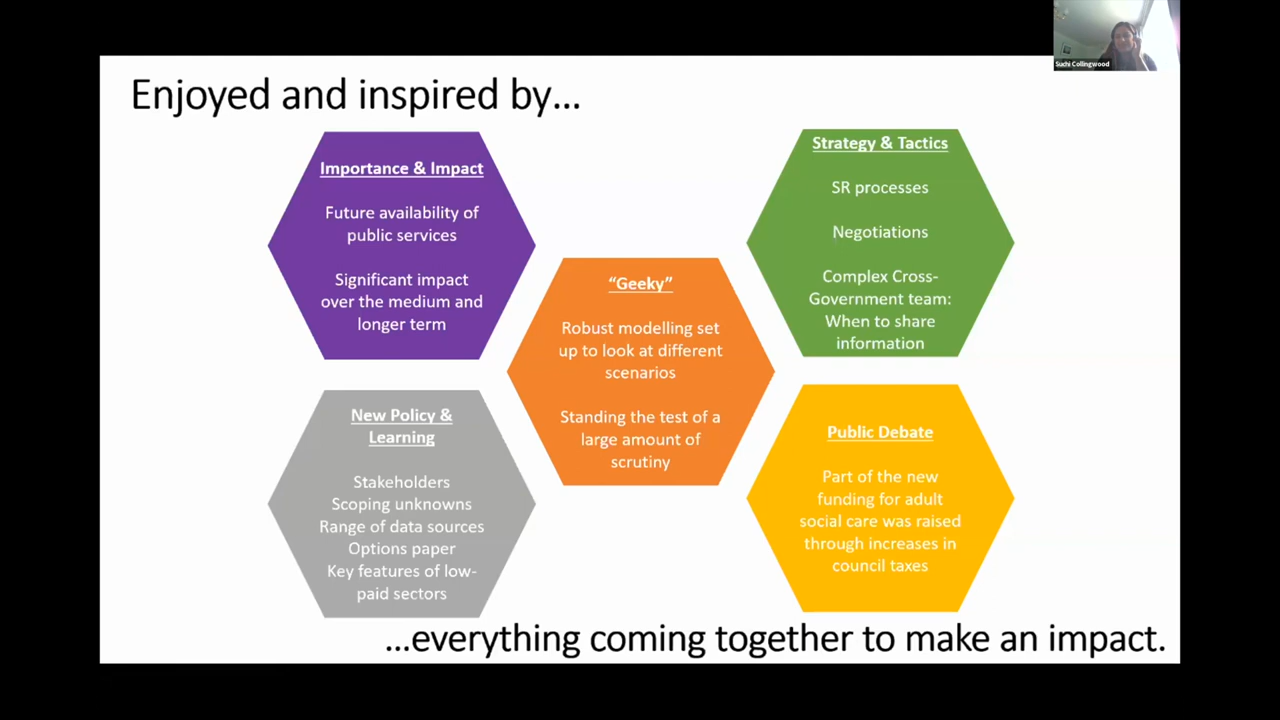 Suchi Collingwood
Enjoyed and inspired by...
Importance & Impact
Future availability of
public services
Significant impact
over the medium and
longer term
Strategy & Tactics
SR processes
Negotiations
Complex Cross-
Government team:
When to share
information
“Geeky”
Robust modelling set
up to look at different
scenarios
Standing the test of a
large amount of
scrutiny
New Policy &
Learning
Stakeholders
Scoping unknowns
Range of data sources
Options paper
Key features of low-
paid sectors
Public Debate
Part of the new
funding for adult
social care was raised
through increases in
council taxes
...everything coming together to make an impact.